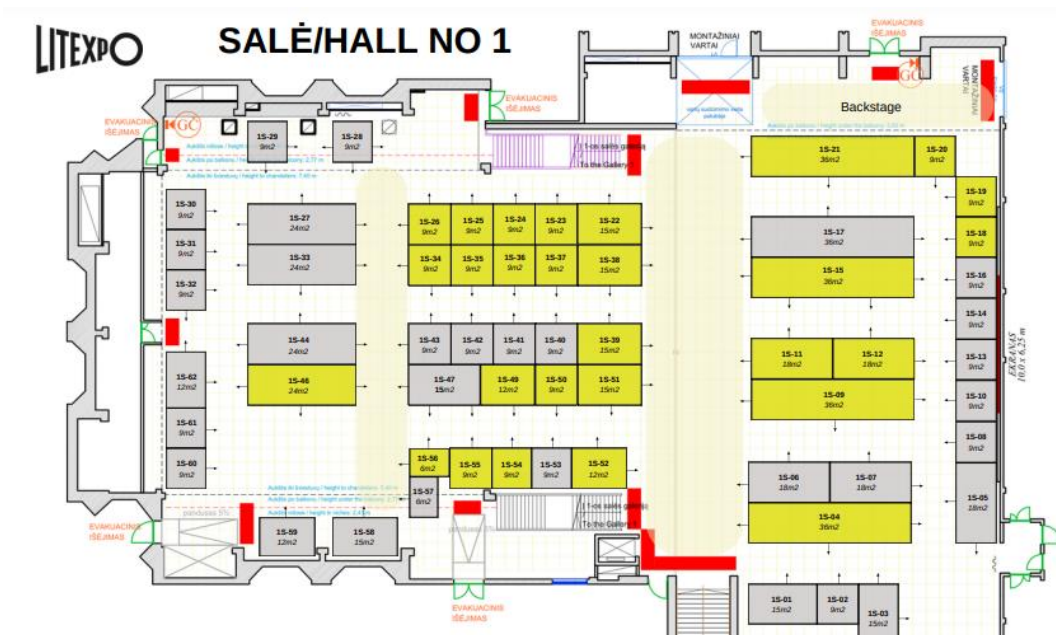 LITEXPO
SALĖ/HALL NO 1
EVAKUACINIS
IŠĖJIMAS
MONTAŽINIAI
VARTAI
EVAKUACINIS
IŠĖJIMAS
GC
MONTAŽINIAI
VARTAI
Backstage
EVAKUACINIS
IŠĖJIMAS
GC
1S-29
9m2
1S-28
9m2
To the Gallery
1S-21
36m2
1S-20
9m2
1S-30
9m2
1S-31
9m2
1S-32
9m2
1S-27
24m2
1S-33
24m2
1S-26
9m2
1S-25
9m2
1S-24
9m2
1S-23
9m2
1S-22
15m2
1S-34
9m2
1S-35
9m2
1S-36
9m2
1S-37
9m2
1S-38
15m2
1S-17
36m2
1S-15
36m2
1S-19
9m2
1S-18
9m2
1S-16
9m2
1S-14
9m2
1S-13
9m2
1S-10
9m2
1S-08
9m2
1S-05
18m2
EKRANAS
10,0 x 6,25 m
1S-44
24m2
1S-46
24m2
1S-43
9m2
1S-42
9m2
1S-41
9m2
1S-40
9m2
1S-39
15m2
1S-47
15m2
1S-49
12m2
1S-50
9m2
1S-51
15m2
1S-11
18m2
1S-12
18m2
1S-09
36m2
1S-62
12m2
1S-61
9m2
1S-60
9m2
1S-56
6m2
1S-55
9m2
1S-54
9m2
1S-53
9m2
1S-52
12m2
1S-57
6m2
1S-06
18m2
1S-07
18m2
1S-04
36m2
To the Gallery
EVAKUACINIS
IŠĖJIMAS
pandusas 5%
1S-59
12m2
1S-58
15m2
EVAKUACINIS
IŠĖJIMAS
1S-01
15m2
1S-02
9m2
1S-03
15m2